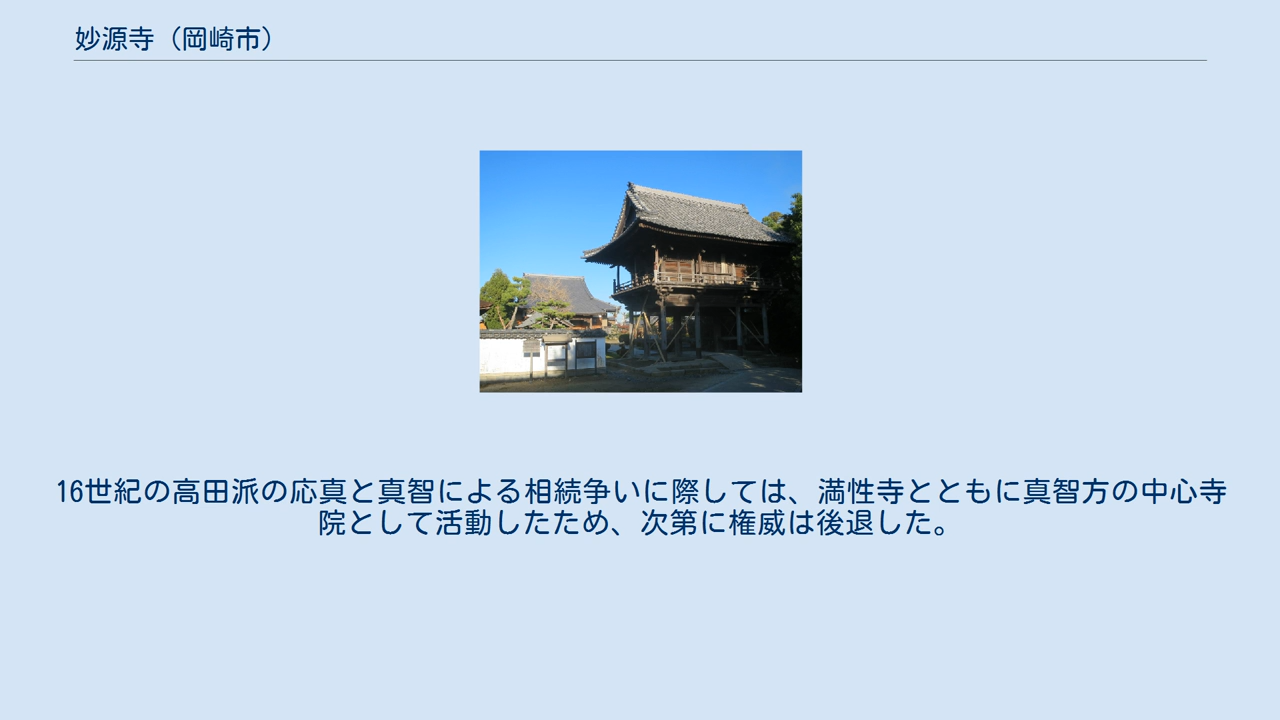 妙源寺（岡崎市）
16世紀の高田派の応真と真智による相続争いに際しては、満性寺とともに真智方の中心寺
院として活動したため、次第に権威は後退した。